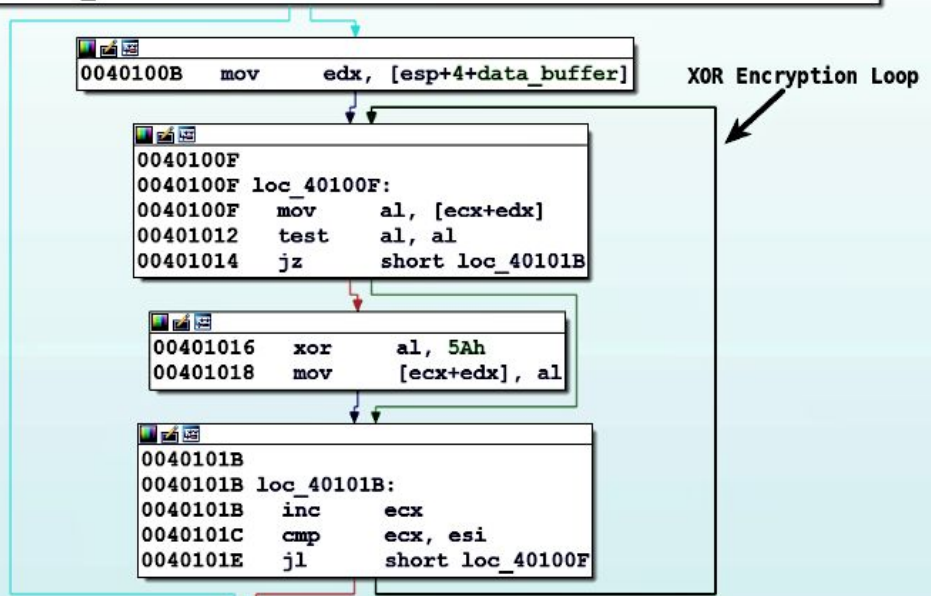 0040100B mov edx, [esp+4+data_buffer]
XOR Encryption Loop
0040100F
0040100F loc_40100F:
0040100F mov al, [ecx+edx]
00401012 test al, al
00401014 jz short loc_40101B
00401016 xor al, 5Ah
00401018 mov [ecx+edx], al
0040101B
0040101B loc_40101B:
0040101B inc ecx
0040101C cmp ecx, esi
0040101E jl short loc_40100F